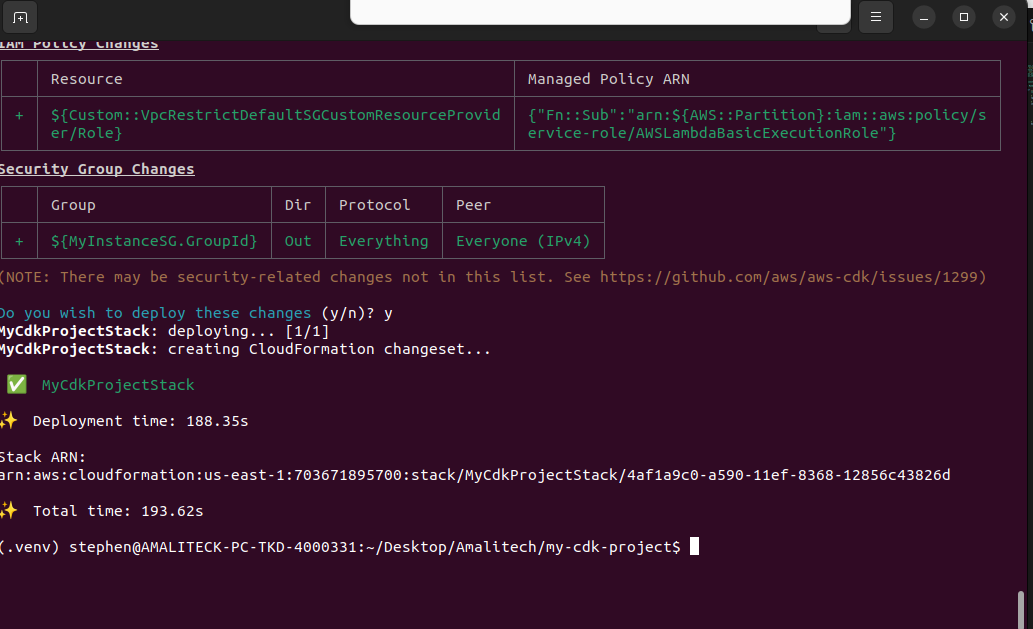 IAM Policy Changes
Resource Managed Policy ARN
+ ${Custom::VpcRestrictDefaultSGCustomResourceProvid {"Fn::Sub":"arn:${AWS::Partition}:iam::aws:policy/s
er/Role} ervice-role/AWSLambdaBasicExecutionRole"}
Security Group Changes
Group Dir Protocol Peer
+ ${MyInstanceSG.GroupId} Out Everything Everyone (IPv4)
(NOTE: There may be security-related changes not in this list. See https://github.com/aws/aws-cdk/issues/1299)
Do you wish to deploy these changes (y/n)? y
MyCdkProjectStack: deploying... [1/1]
MyCdkProjectStack: creating CloudFormation changeset...
✅ MyCdkProjectStack
✨ Deployment time: 188.35s
Stack ARN:
arn:aws:cloudformation:us-east-1:703671895700:stack/MyCdkProjectStack/4af1a9c0-a590-11ef-8368-12856c43826d
✨ Total time: 193.62s
(.venv) stephen@AMALITECK-PC-TKD-4000331:~/Desktop/Amalitech/my-cdk-project$